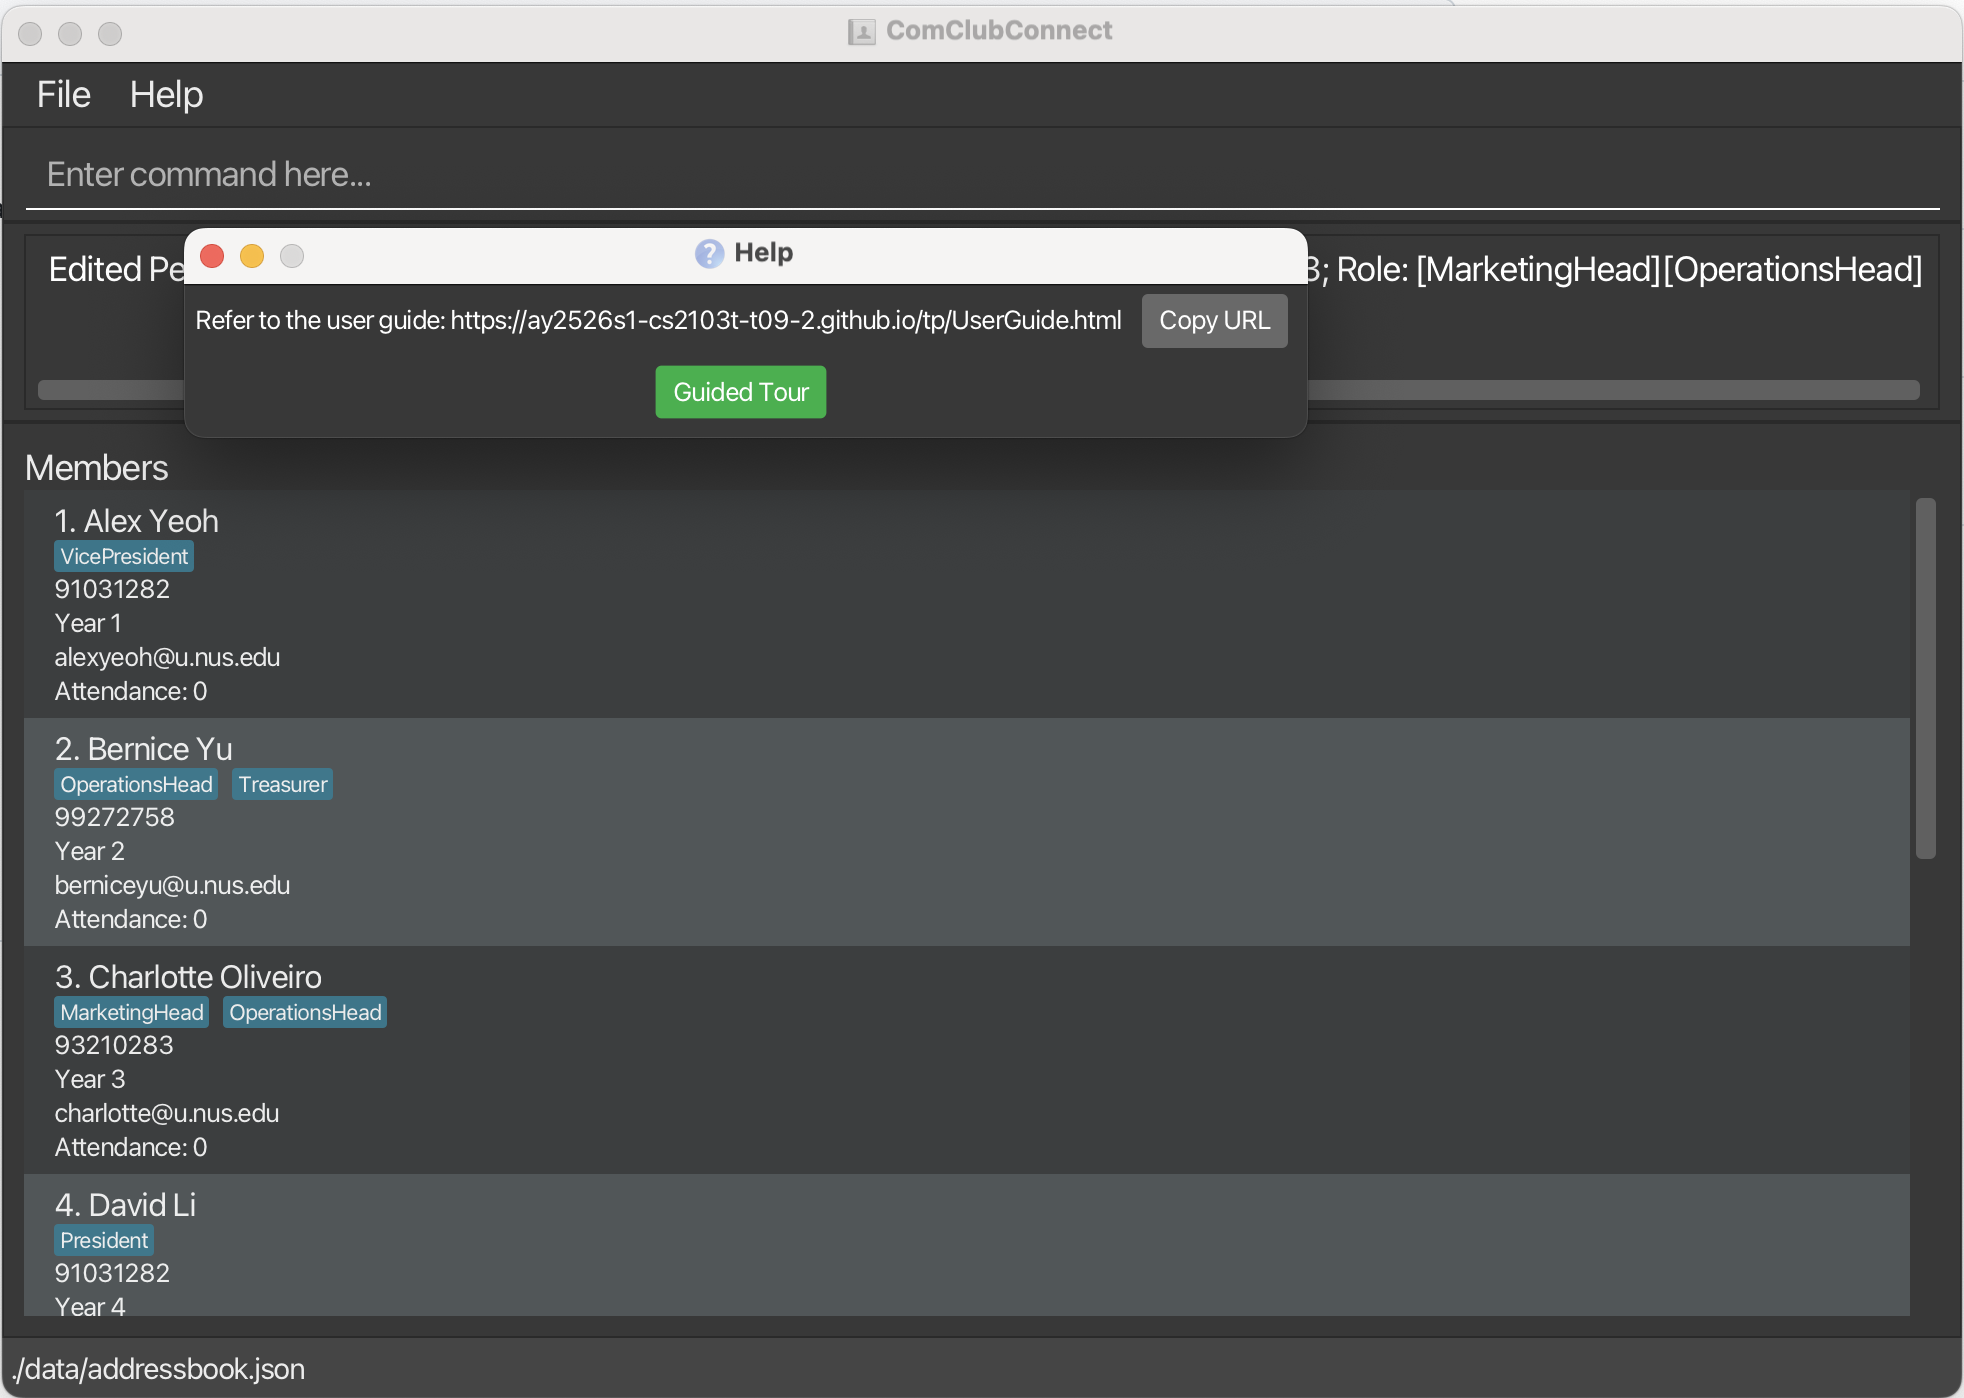 ComClubConnect
File Help
Enter command here...
Edited Pe
3; Role: [MarketingHead][OperationsHead]
Help
Refer to the user guide: https://ay2526s1-cs2103t-t09-2.github.io/tp/UserGuide.html
Copy URL
Guided Tour
Members
1. Alex Yeoh
VicePresident
91031282
Year 1
alexyeoh@u.nus.edu
Attendance: 0
2. Bernice Yu
OperationsHead Treasurer
99272758
Year 2
berniceyu@u.nus.edu
Attendance: 0
3. Charlotte Oliveiro
MarketingHead OperationsHead
93210283
Year 3
charlotte@u.nus.edu
Attendance: 0
4. David Li
President
91031282
Year 4
./data/addressbook.json